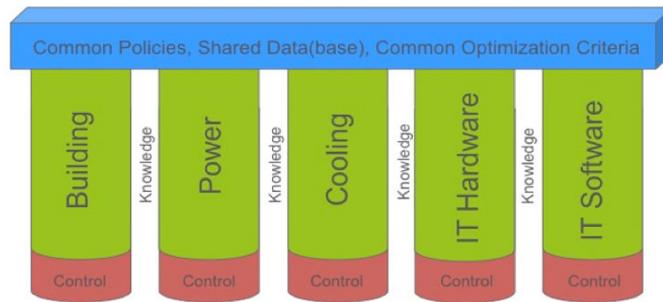 Common Policies, Shared Data(base), Common Optimization Criteria
Building
Knowledge
Power
Knowledge
Cooling
Knowledge
IT Hardware
Knowledge
IT Software
Control
Control
Control
Control
Control